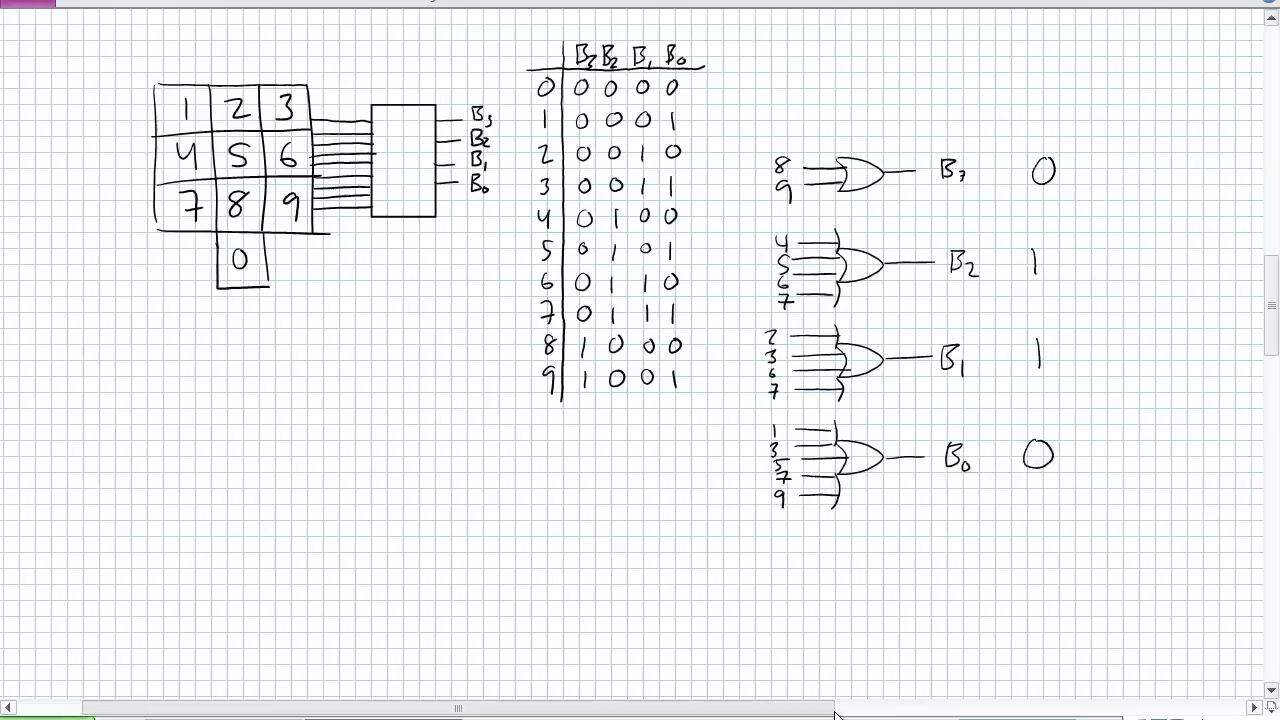 1 2 3
4 5 6
7 8 9
0
B3
B2
B1
B0
B3 B2 B1 B0
0 0 0 0 0
1 0 0 0 1
2 0 0 1 0
3 0 0 1 1
4 0 1 0 0
5 0 1 0 1
6 0 1 1 0
7 0 1 1 1
8 1 0 0 0
9 1 0 0 1
8
9
B3 0
4
5
6
7
B2 1
2
3
6
7
B1 1
1
3
5
7
9
B0 0